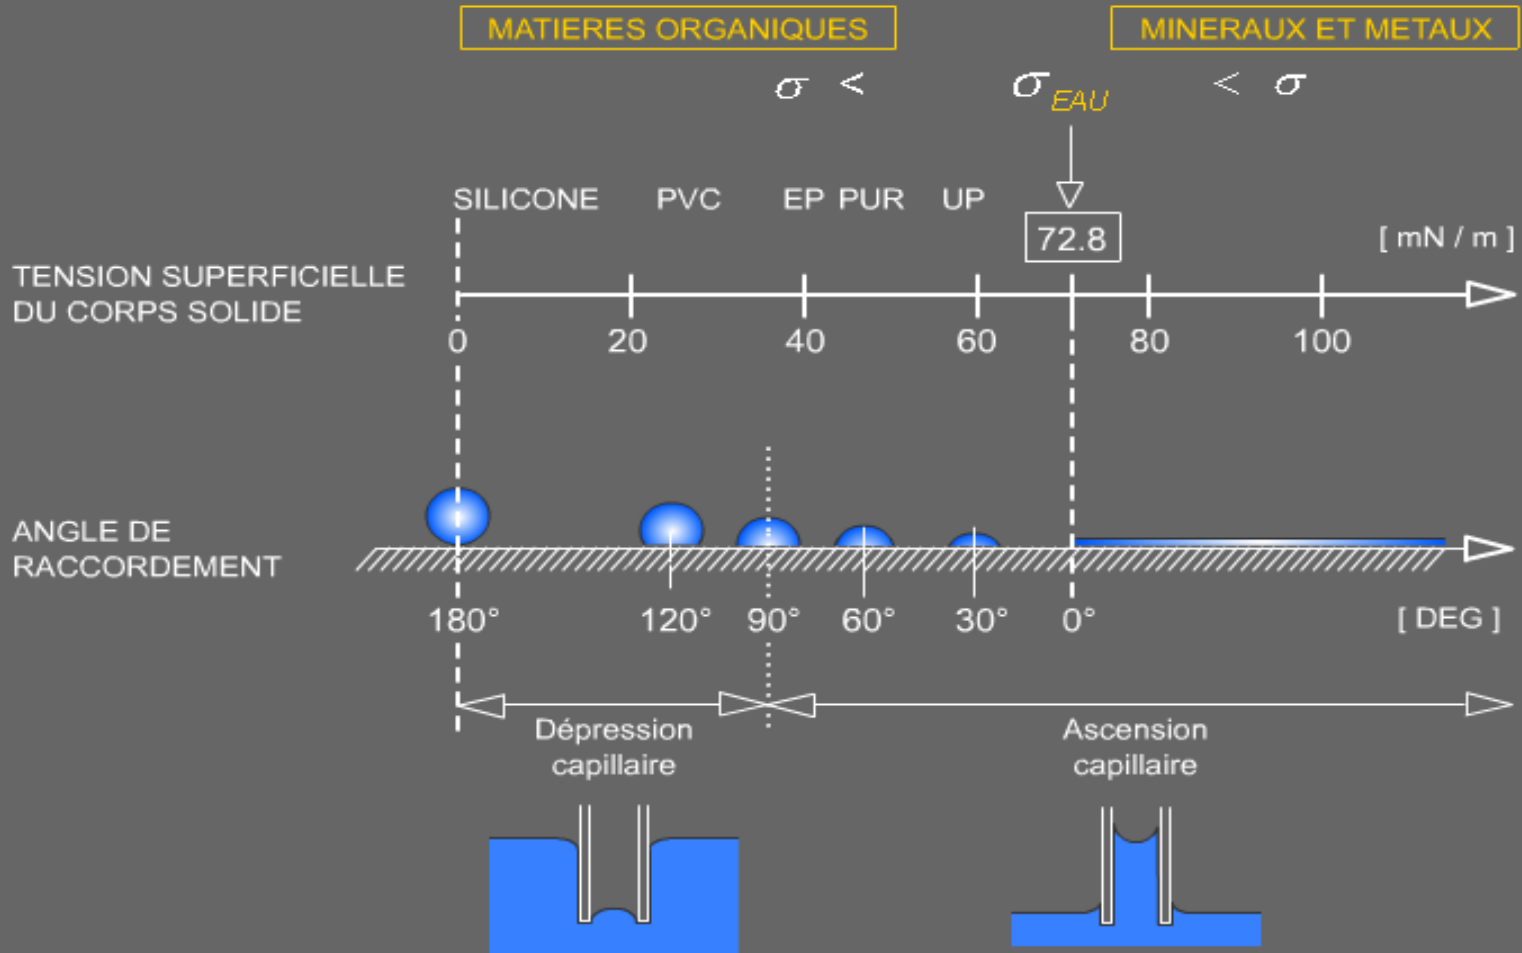 MATIERES ORGANIQUES
MINERAUX ET METAUX
σ < σ EAU < σ
SILICONE PVC EP PUR UP
72.8
[ mN / m ]
TENSION SUPERFICIELLE
DU CORPS SOLIDE
0 20 40 60 80 100
ANGLE DE
RACCORDEMENT
180° 120° 90° 60° 30° 0° [ DEG ]
Dépression
capillaire
Ascension
capillaire